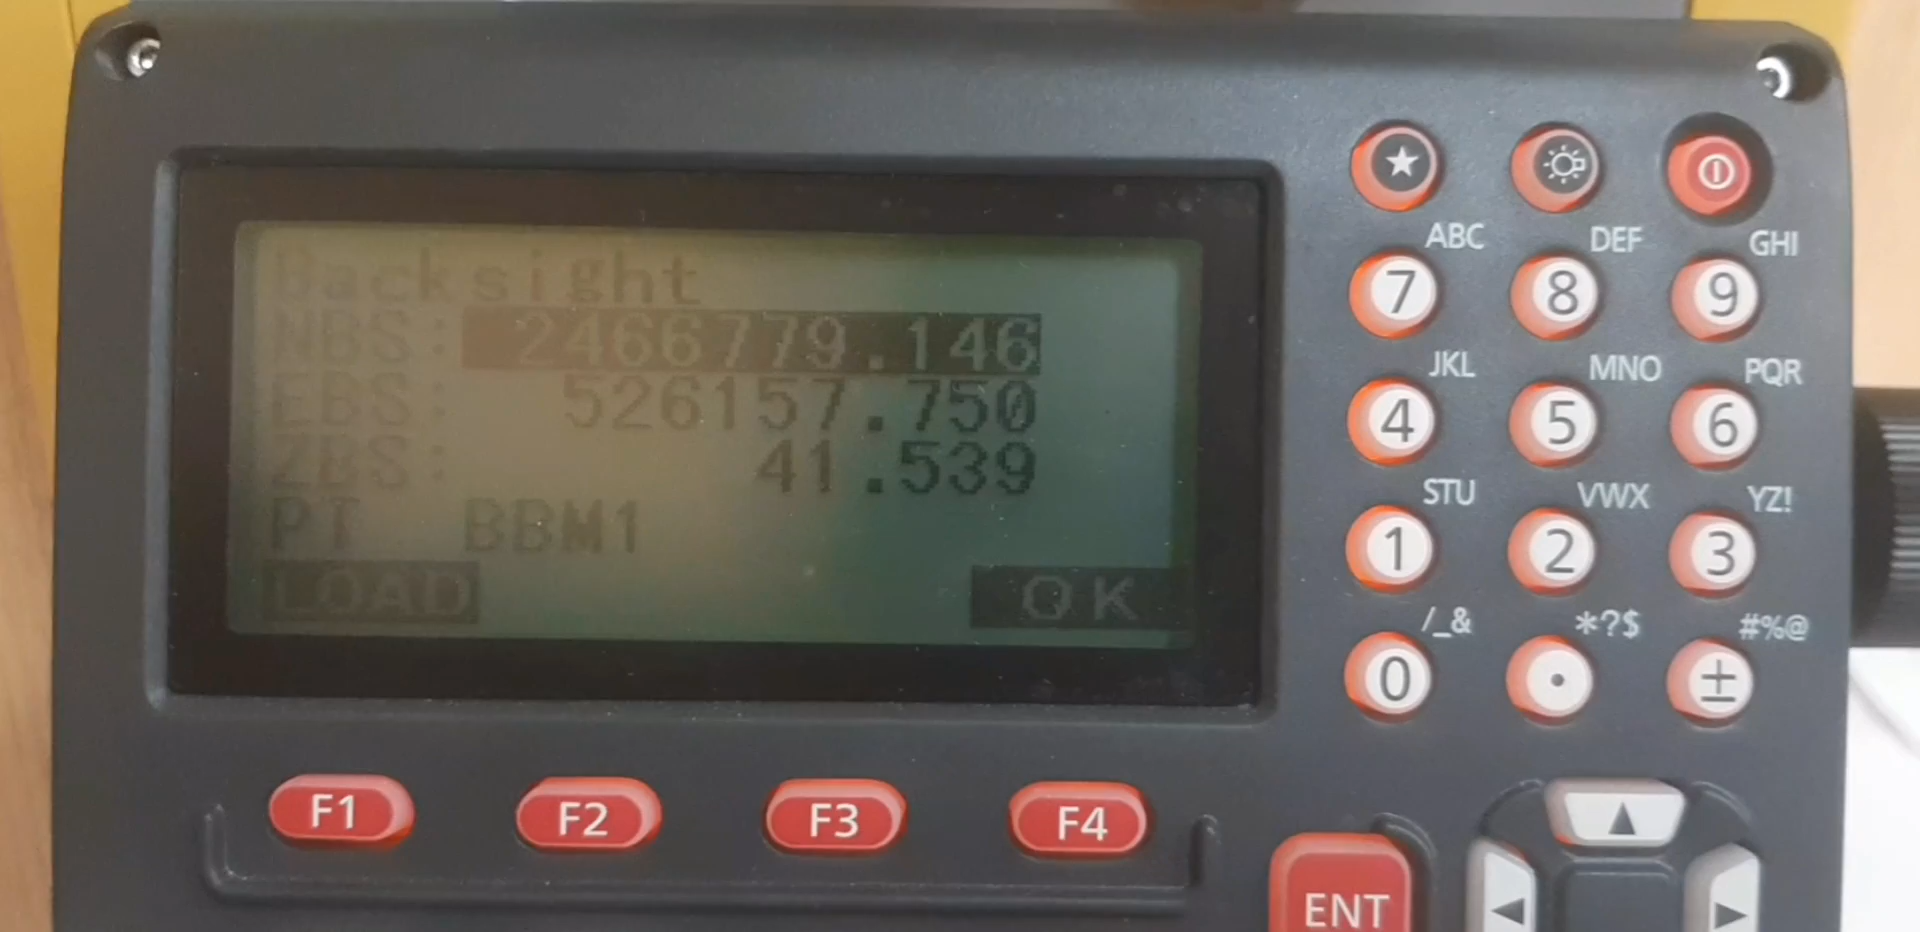 Backsight
NBS: 2466779.146
EBS: 526157.750
ZBS: 41.539
PT BBM1
LOAD OK
ABC DEF GHI
7 8 9
JKL MNO PQR
4 5 6
STU VWX YZ!
1 2 3
/_& *?$ #%@
0 . ±
F1 F2 F3 F4
ENT